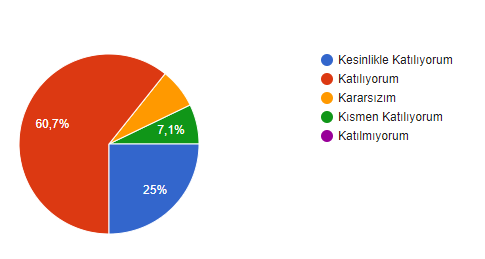 Kesinlikle Katılıyorum
Katılıyorum
Kararsızım
Kısmen Katılıyorum
Katılmıyorum
60,7%
7,1%
25%